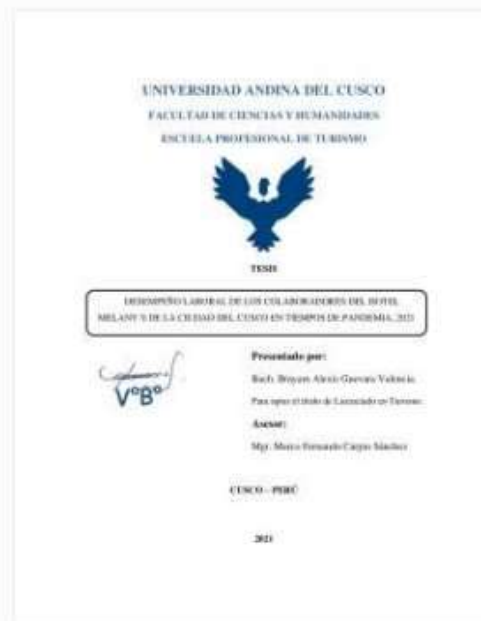 UNIVERSIDAD ANDINA DEL CUSCO
FACULTAD DE CIENCIAS Y HUMANIDADES
ESCUELA PROFESIONAL DE TURISMO
TESIS
DESEMPEÑO LABORAL DE LOS COLABORADORES DEL HOTEL
MELANY'S DE LA CIUDAD DEL CUSCO EN TIEMPOS DE PANDEMIA, 2021
V°B°
Presentado por:
Bach. Brayam Alexis Guevara Valencia
Para optar el título de Licenciado en Turismo
Asesor:
Mgt. Marco Fernando Carpio Sánchez
CUSCO – PERÚ
2021